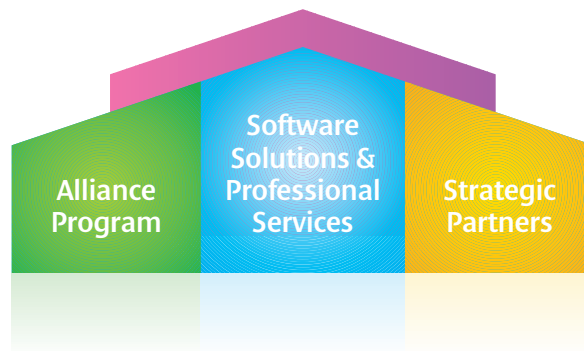 Alliance
Program
Software
Solutions &
Professional
Services
Strategic
Partners